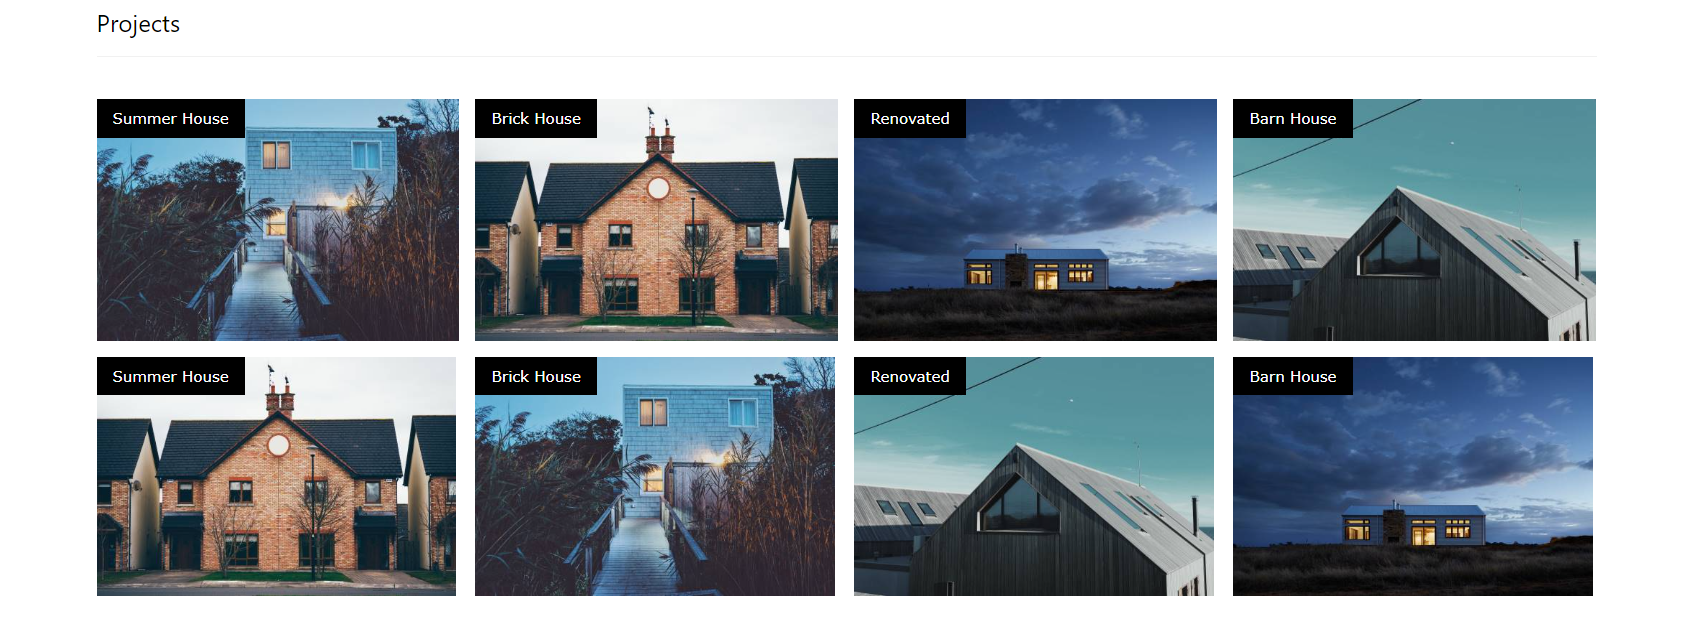 Projects
Summer House
Brick House
Renovated
Barn House
Summer House
Brick House
Renovated
Barn House